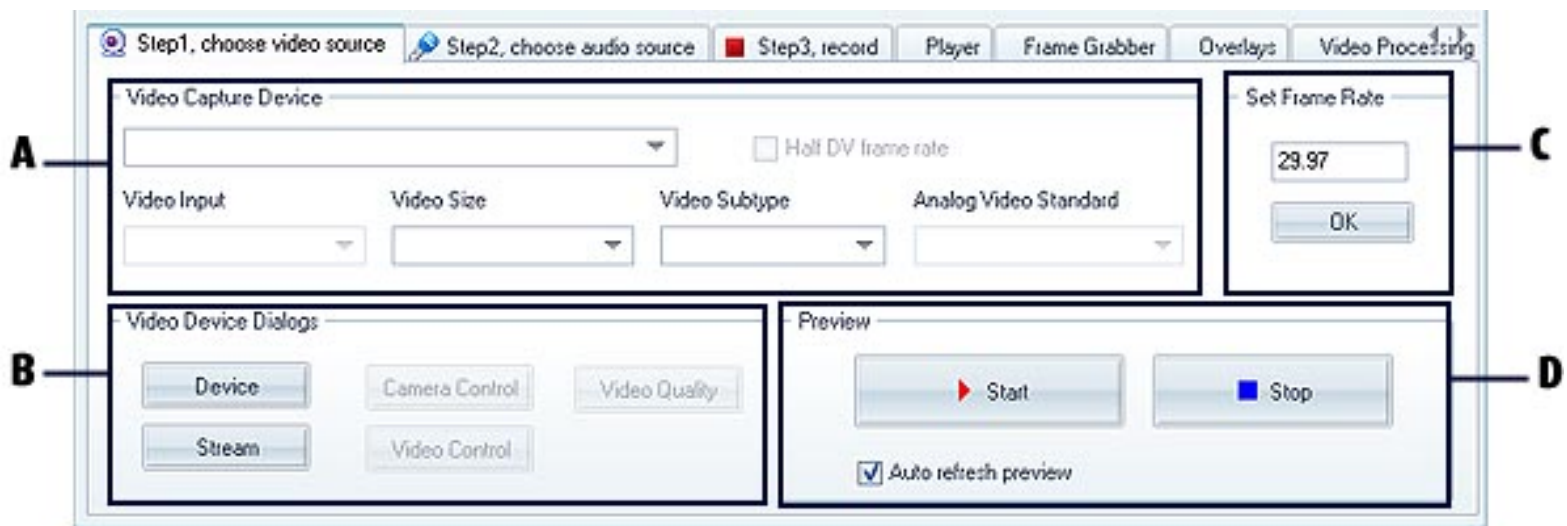 Step1, choose video source
Step2, choose audio source
Step3, record
Player
Frame Grabber
Overlays
Video Processing
A
Video Capture Device
Half DV frame rate
Video Input
Video Size
Video Subtype
Analog Video Standard
Set Frame Rate
29.97
OK
C
B
Video Device Dialogs
Device
Camera Control
Video Quality
Stream
Video Control
Preview
Start
Stop
Auto refresh preview
D